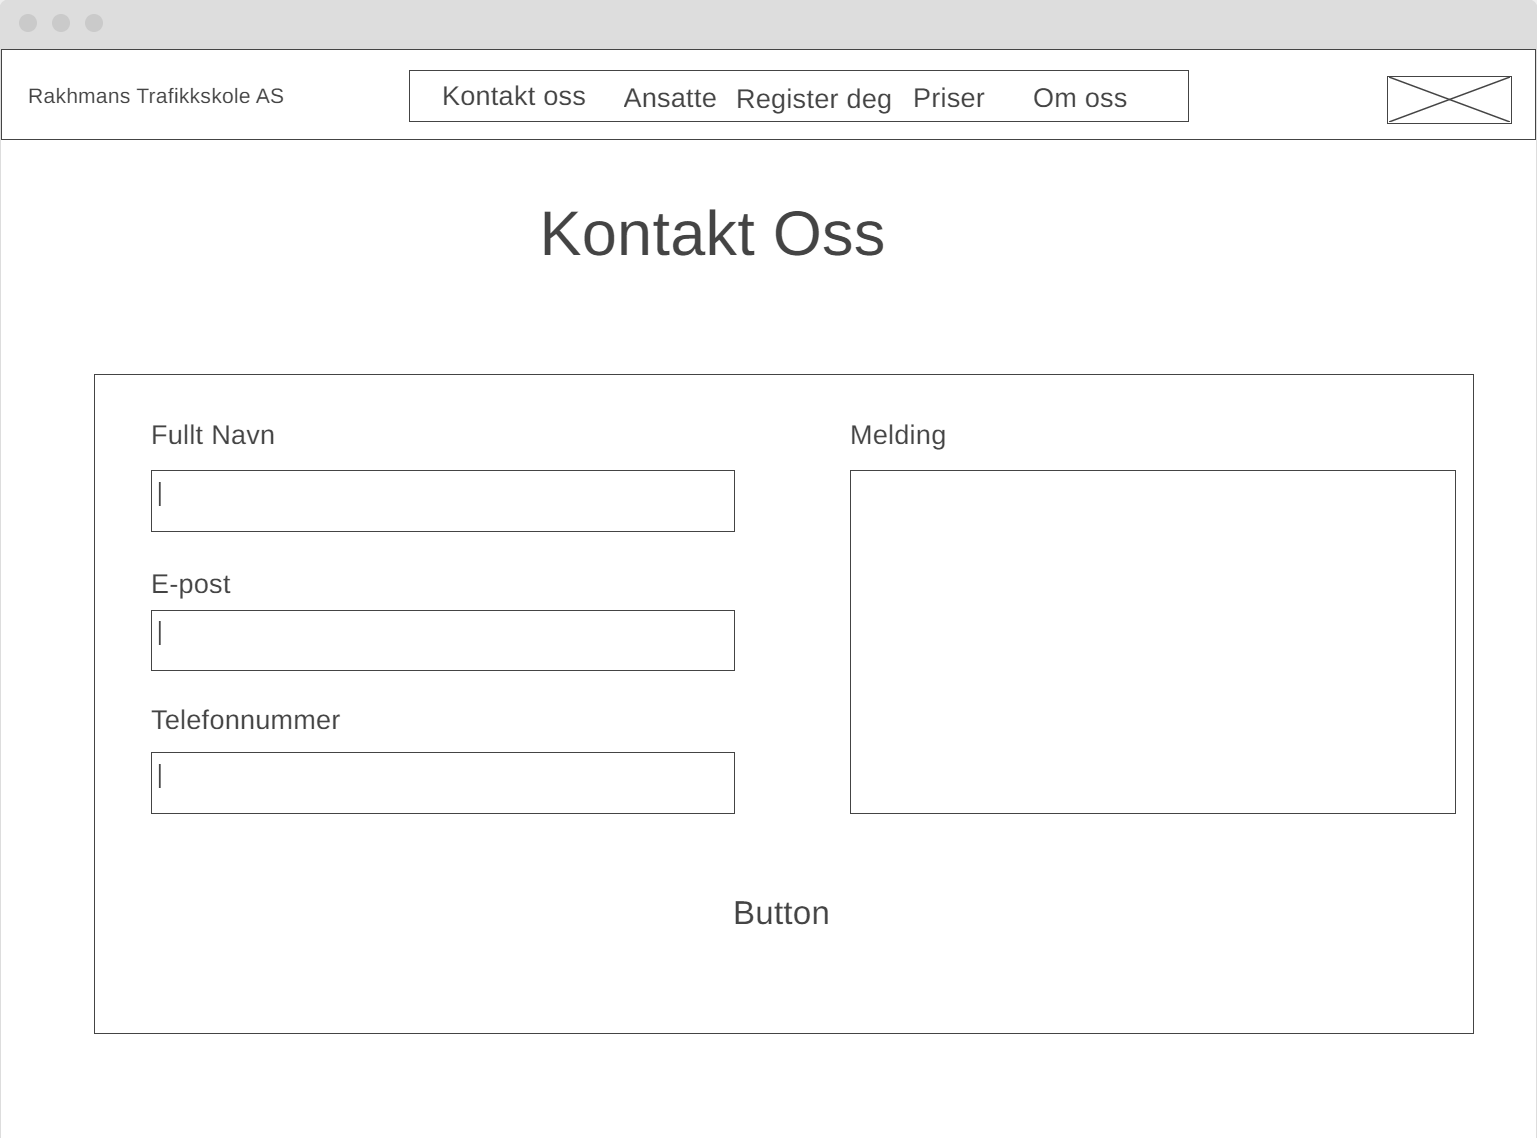 Rakhmans Trafikkskole AS
Kontakt oss Ansatte Register deg Priser Om oss
Kontakt Oss
Fullt Navn
Melding
E-post
Telefonnummer
Button